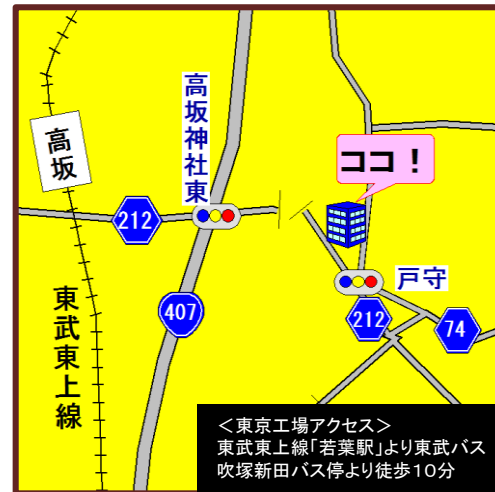 高坂神社東
ココ！
高坂
212
407
戸守
212
74
東武東上線
＜東京工場アクセス＞
東武東上線「若葉駅」より東武バス
吹塚新田バス停より徒歩１０分